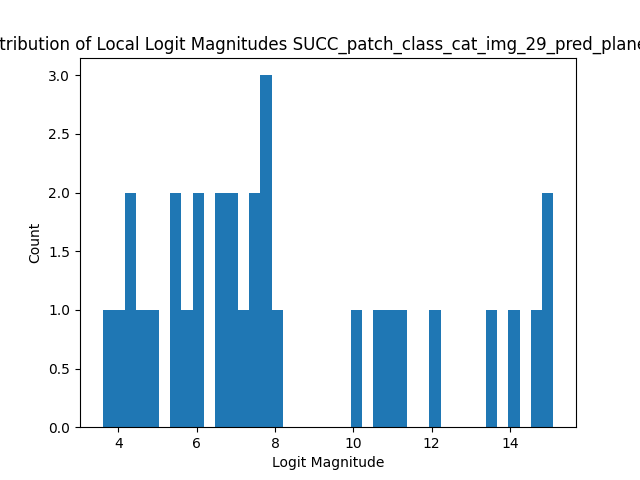 tribution of Local Logit Magnitudes SUCC_patch_class_cat_img_29_pred_plane
3.0
2.5
2.0
1.5
1.0
0.5
0.0
Count
4 6 8 10 12 14
Logit Magnitude